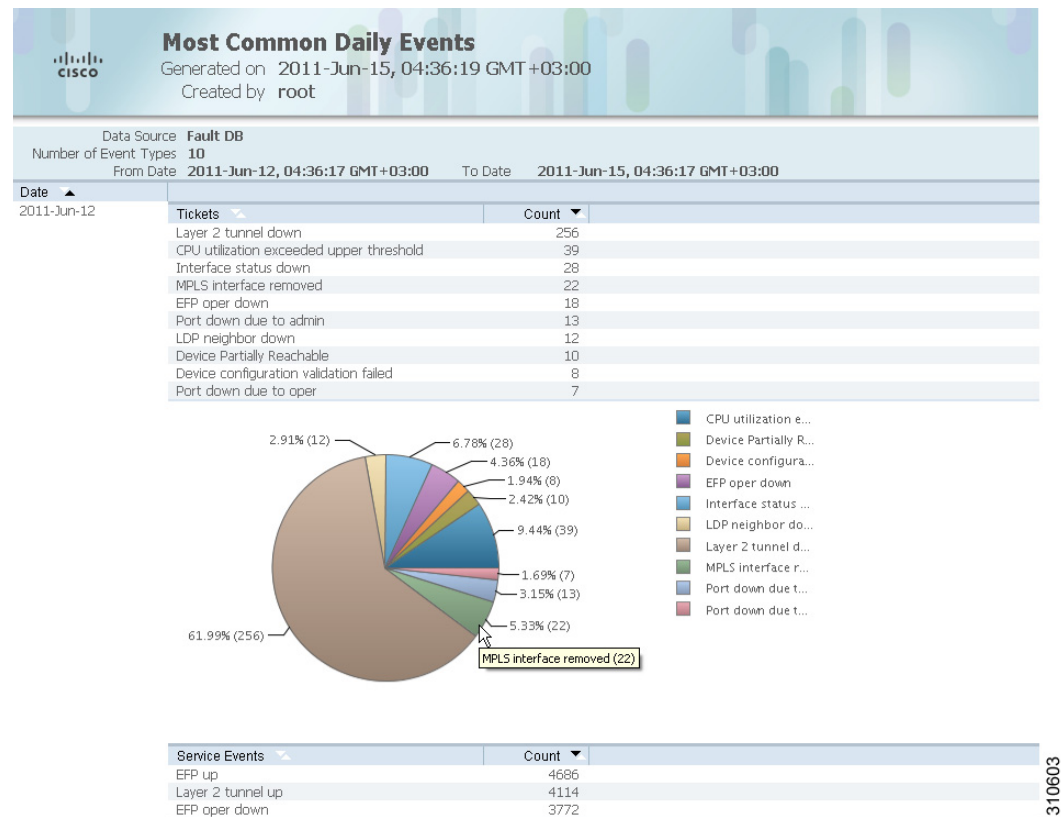 Most Common Daily Events
CISCO
Generated on 2011-Jun-15, 04:36:19 GMT+03:00
Created by root
Data Source Fault DB
Number of Event Types 10
From Date 2011-Jun-12, 04:36:17 GMT+03:00 To Date 2011-Jun-15, 04:36:17 GMT+03:00
Date
2011-Jun-12
Tickets Count
Layer 2 tunnel down 256
CPU utilization exceeded upper threshold 39
Interface status down 28
MPLS interface removed 22
EFP oper down 18
Port down due to admin 13
LDP neighbor down 12
Device Partially Reachable 10
Device configuration validation failed 8
Port down due to oper 7
2.91% (12)
6.78% (28)
4.36% (18)
1.94% (8)
2.42% (10)
9.44% (39)
1.69% (7)
3.15% (13)
5.33% (22)
61.99% (256)
MPLS interface removed (22)
CPU utilization e...
Device Partially R...
Device configura...
EFP oper down
Interface status ...
LDP neighbor do...
Layer 2 tunnel d...
MPLS interface r...
Port down due t...
Port down due t...
Service Events Count
EFP up 4686
Layer 2 tunnel up 4114
EFP oper down 3772
310603